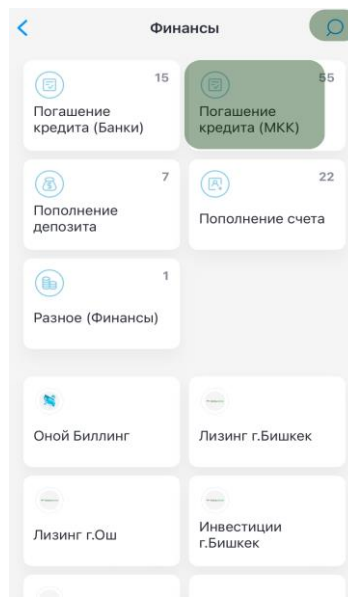 Финансы
15
Погашение
кредита (Банки)
55
Погашение
кредита (МКК)
7
Пополнение
депозита
22
Пополнение счета
1
Разное (Финансы)
Оной Биллинг
Лизинг г.Бишкек
Лизинг г.Ош
Инвестиции
г.Бишкек